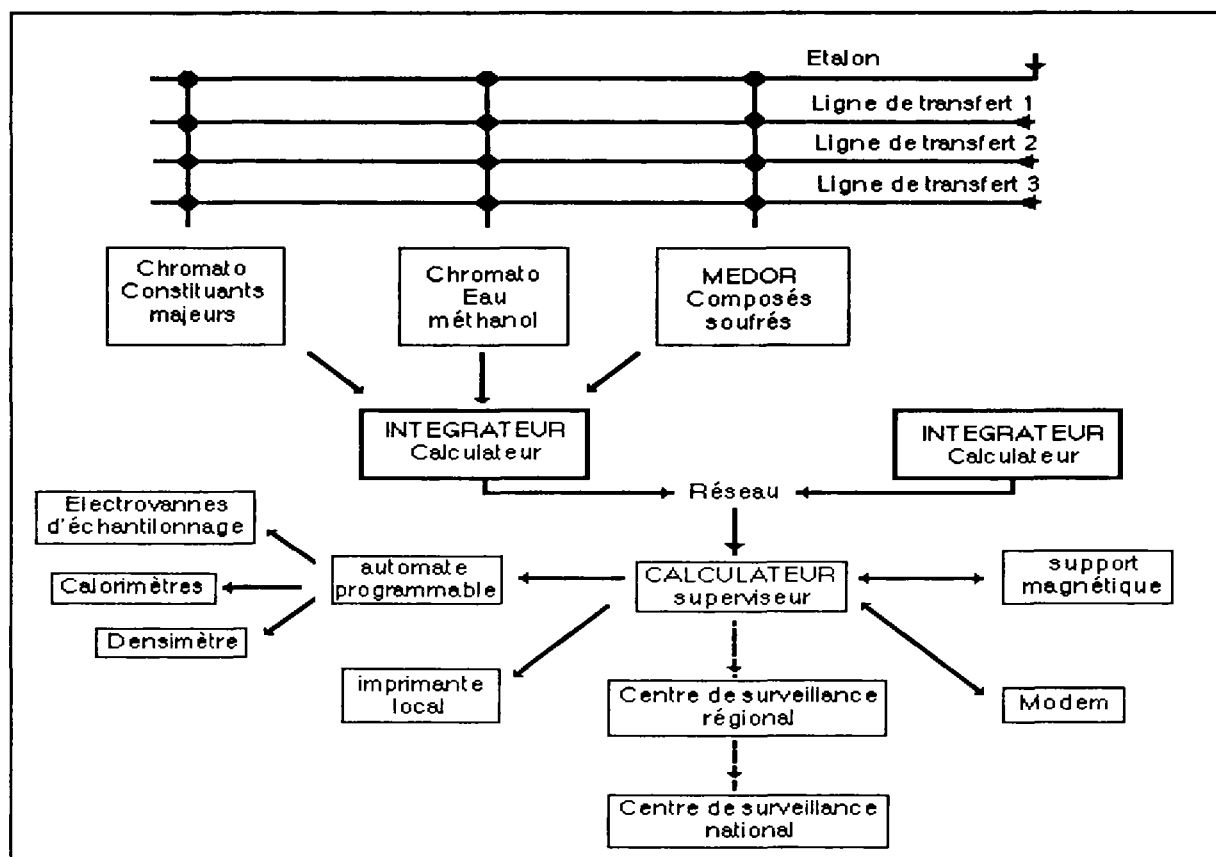 Etalon
Ligne de transfert 1
Ligne de transfert 2
Ligne de transfert 3
Chromato
Constituants
majeurs
Chromato
Eau
méthanol
MEDOR
Composés
soufrés
INTEGRATEUR
Calculateur
INTEGRATEUR
Calculateur
Réseau
Electrovannes
d'échantilonnage
Calorimètres
Densimètre
automate
programmable
CALCULATEUR
superviseur
support
magnétique
imprimante
local
Centre de surveillance
régional
Modem
Centre de surveillance
national